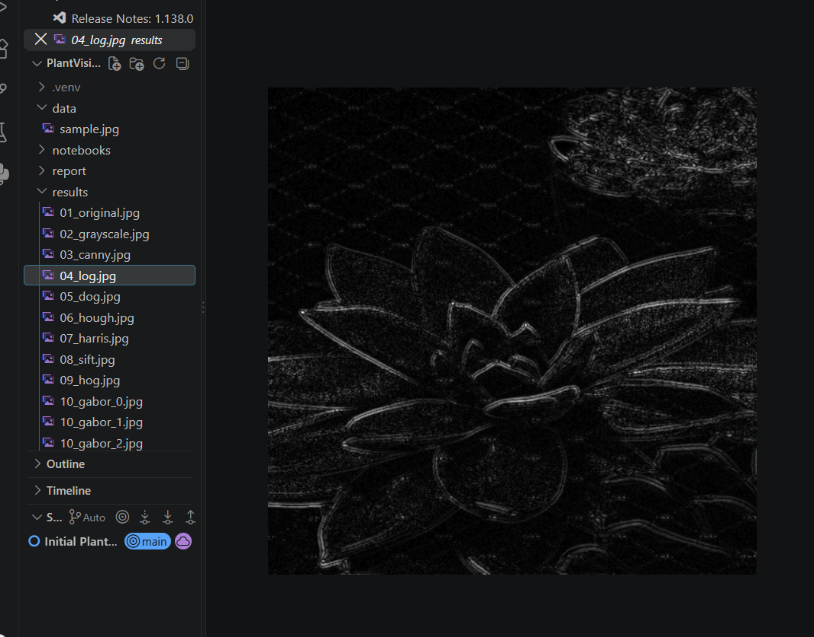 Release Notes: 1.138.0
04_log.jpg results
PlantVisi...
.venv
data
sample.jpg
notebooks
report
results
01_original.jpg
02_grayscale.jpg
03_canny.jpg
04_log.jpg
05_dog.jpg
06_hough.jpg
07_harris.jpg
08_sift.jpg
09_hog.jpg
10_gabor_0.jpg
10_gabor_1.jpg
10_gabor_2.jpg
Outline
Timeline
S... Auto
Initial Plant... main